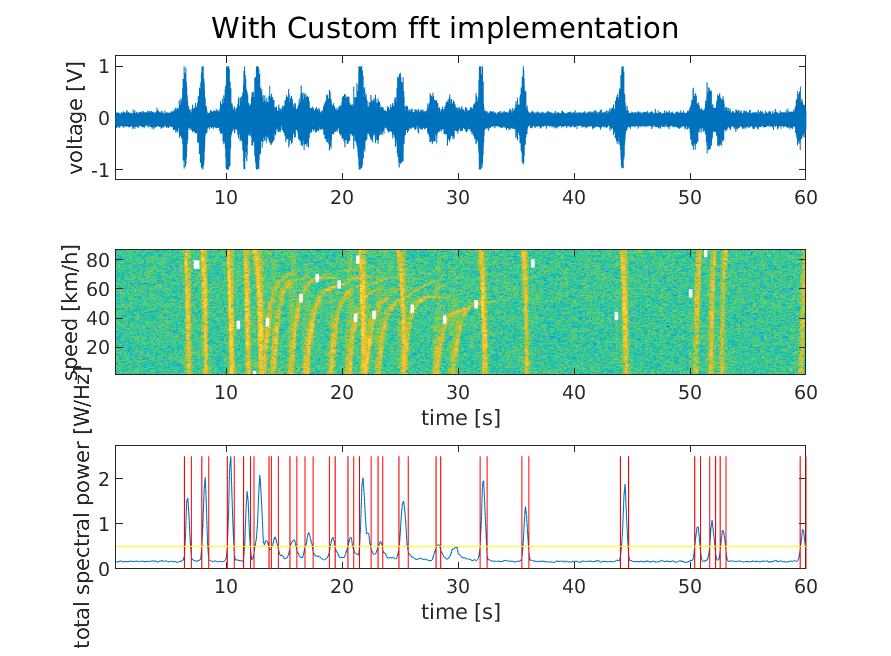 With Custom fft implementation
voltage [V]
1
0
-1
10 20 30 40 50 60
speed [km/h]
80
60
40
20
10 20 30 40 50 60
time [s]
total spectral power [W/Hz]
2
1
0
10 20 30 40 50 60
time [s]